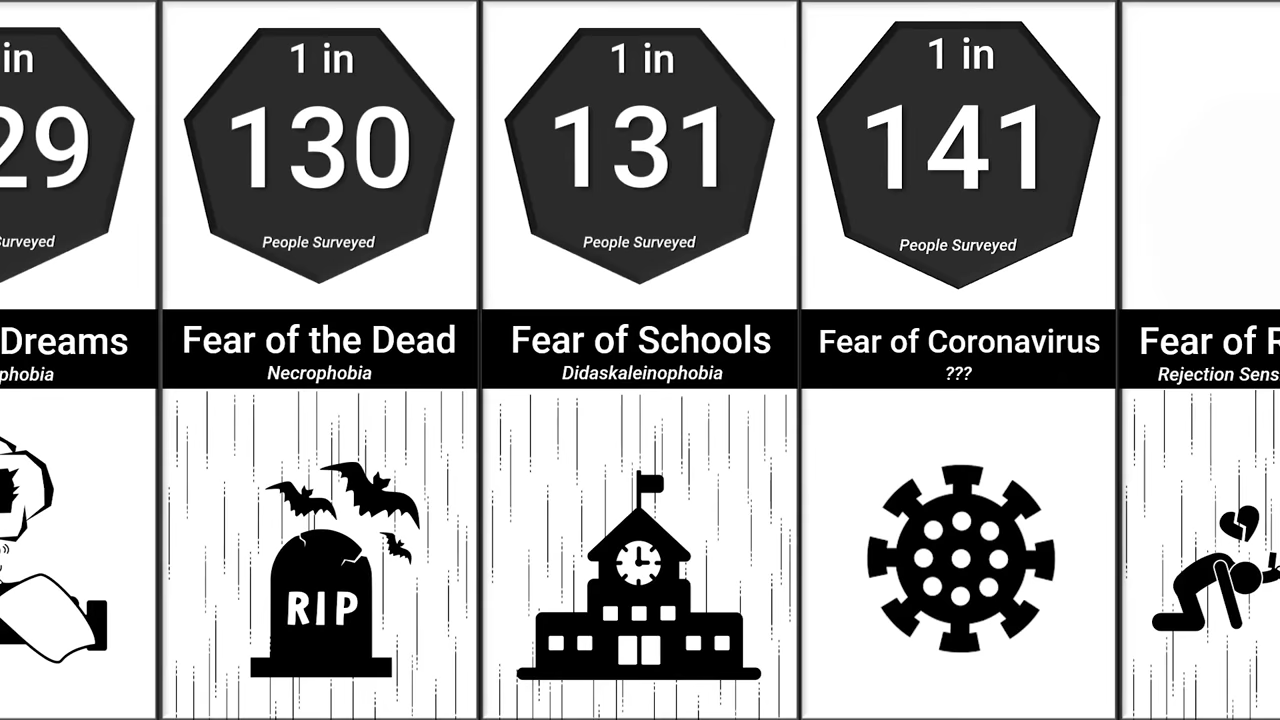 in
29
Surveyed
Dreams
phobia
1 in
130
People Surveyed
Fear of the Dead
Necrophobia
RIP
1 in
131
People Surveyed
Fear of Schools
Didaskaleinophobia
1 in
141
People Surveyed
Fear of Coronavirus
???
Fear of R
Rejection Sens